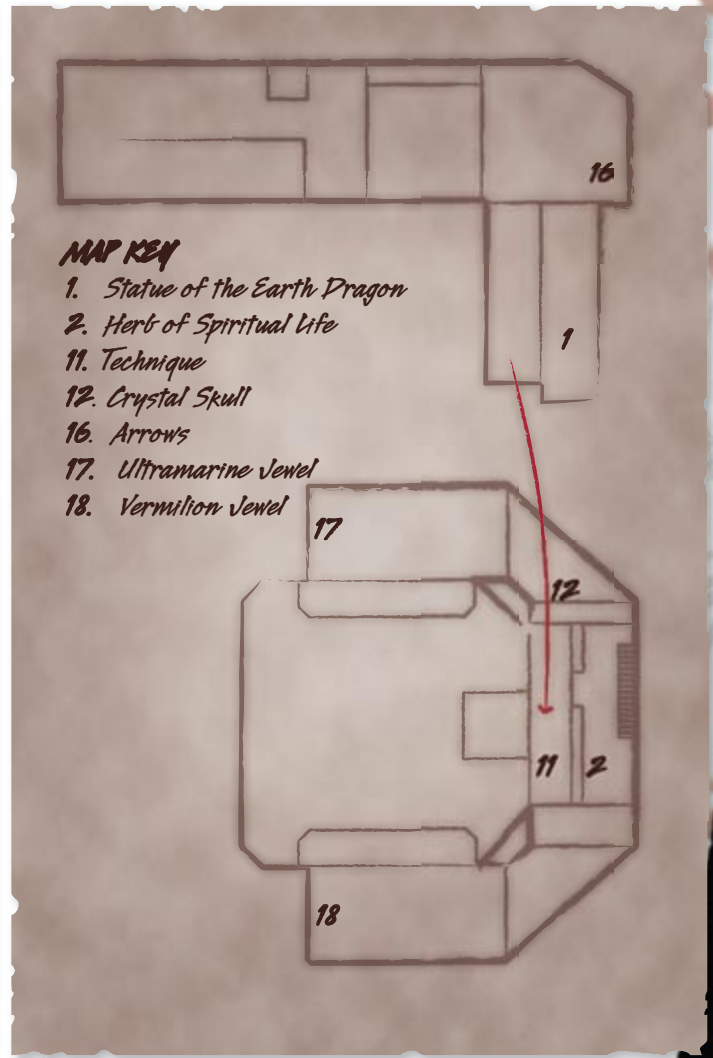 16
MAP KEY
1. Statue of the Earth Dragon
2. Herb of Spiritual Life
11. Technique
12. Crystal Skull
16. Arrows
17. Ultramarine Jewel
18. Vermilion Jewel
1
17
12
11 2
18